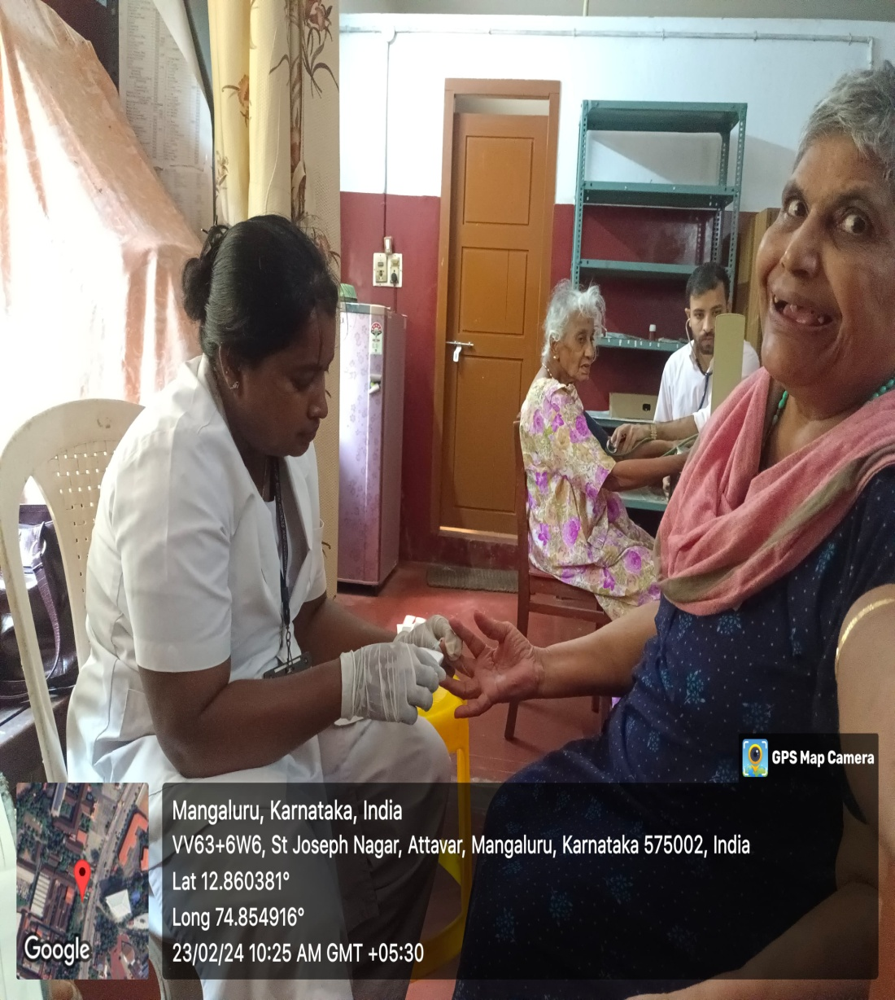 GPS Map Camera
Mangaluru, Karnataka, India
VV63+6W6, St Joseph Nagar, Attavar, Mangaluru, Karnataka 575002, India
Lat 12.860381°
Long 74.854916°
23/02/24 10:25 AM GMT +05:30
Google